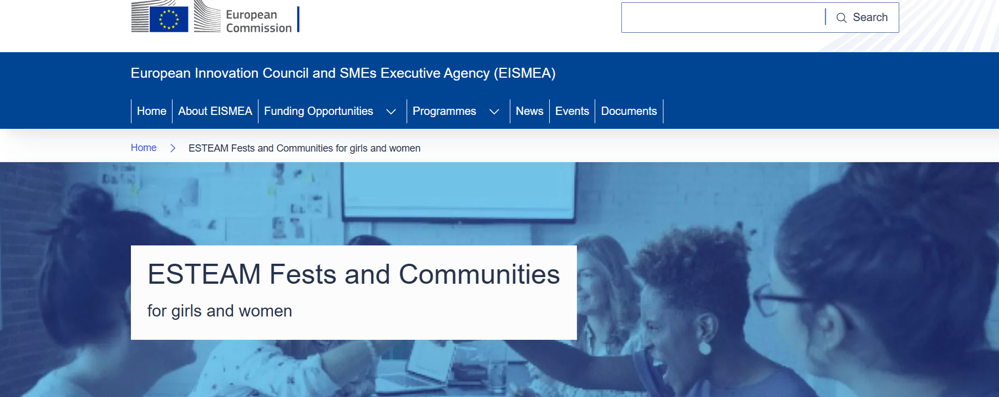 European
Commission
Search
European Innovation Council and SMEs Executive Agency (EISMEA)
Home
About EISMEA
Funding Opportunities
Programmes
News
Events
Documents
Home
ESTEAM Fests and Communities for girls and women
ESTEAM Fests and Communities
for girls and women